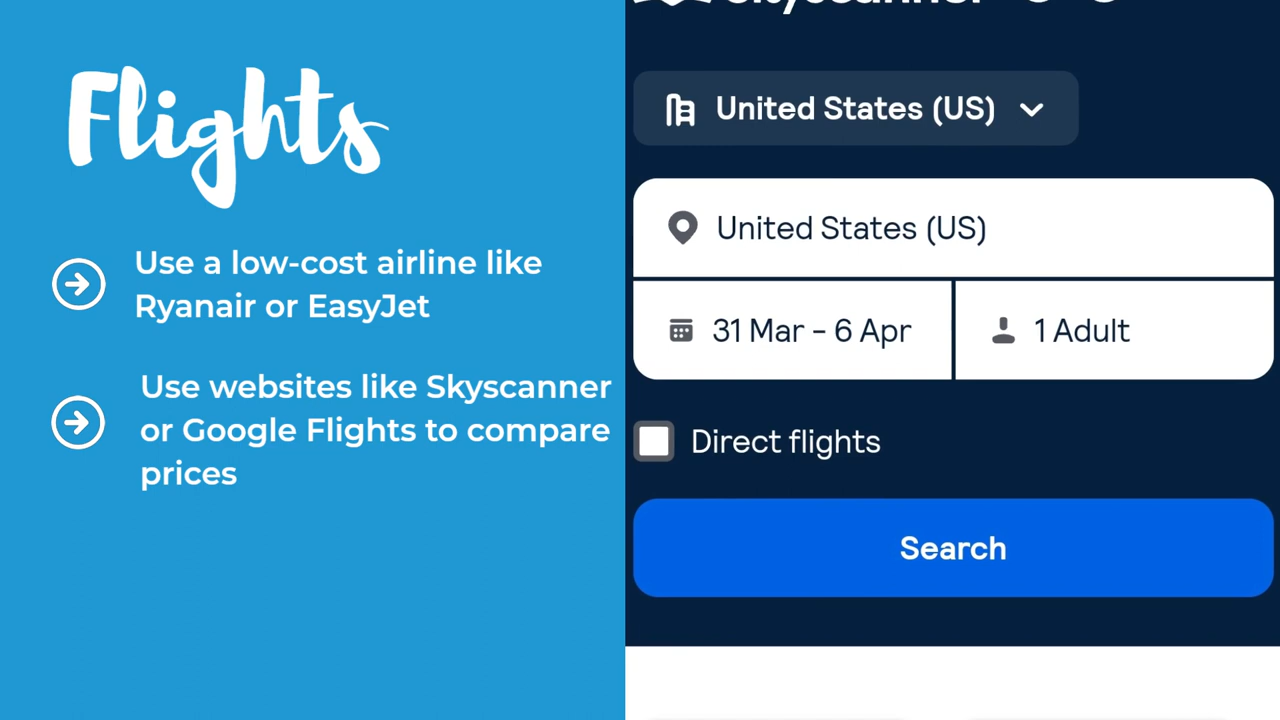 Flights
Use a low-cost airline like
Ryanair or EasyJet
Use websites like Skyscanner
or Google Flights to compare
prices
Skyscanner
United States (US)
United States (US)
31 Mar - 6 Apr
1 Adult
Direct flights
Search